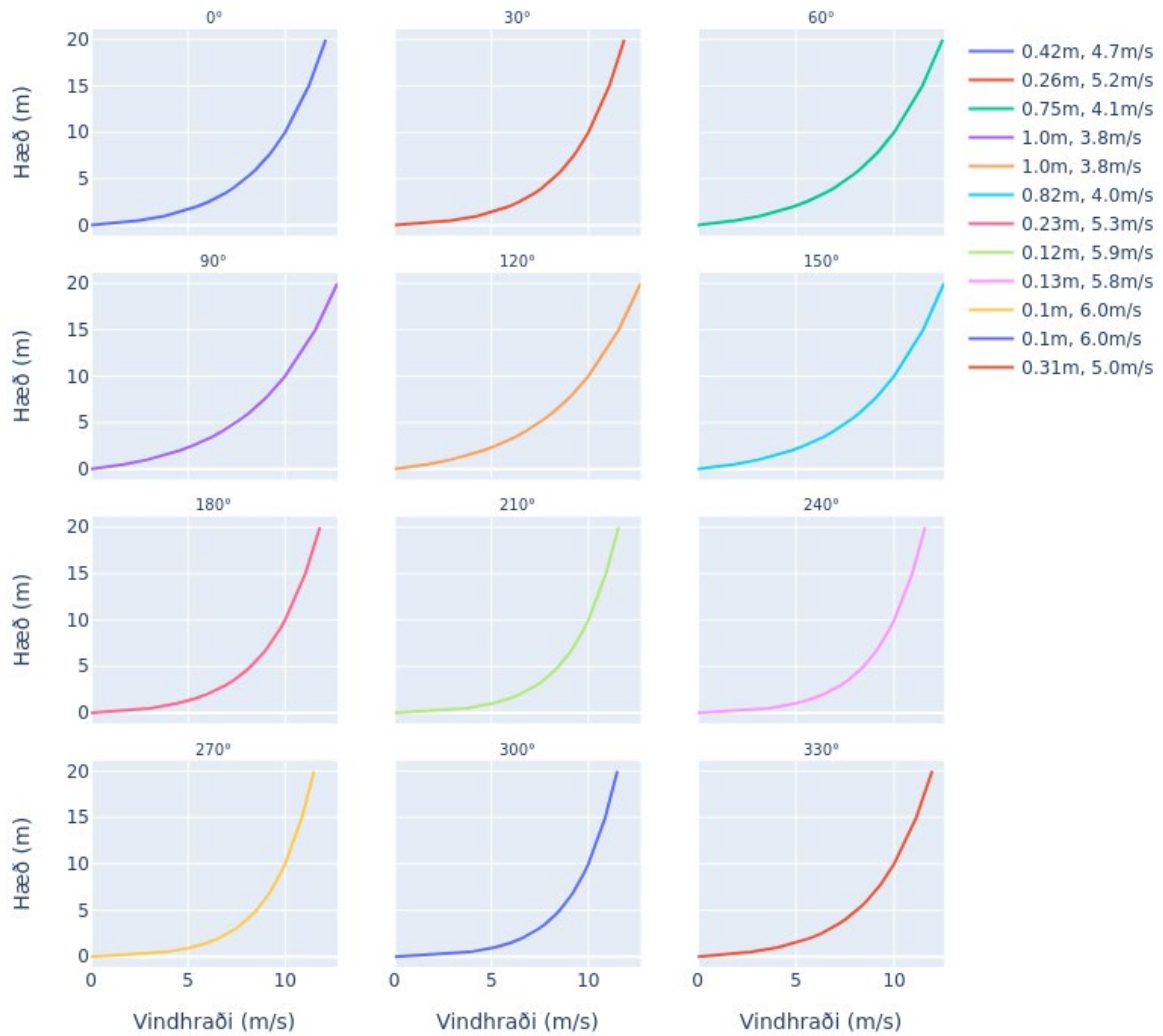 0° 30° 60°
20
15
10
5
0
Hæð (m)
0.42m, 4.7m/s
0.26m, 5.2m/s
0.75m, 4.1m/s
1.0m, 3.8m/s
1.0m, 3.8m/s
0.82m, 4.0m/s
0.23m, 5.3m/s
0.12m, 5.9m/s
0.13m, 5.8m/s
0.1m, 6.0m/s
0.1m, 6.0m/s
0.31m, 5.0m/s
90° 120° 150°
20
15
10
5
0
Hæð (m)
180° 210° 240°
20
15
10
5
0
Hæð (m)
270° 300° 330°
20
15
10
5
0
Hæð (m)
0 5 10 0 5 10 0 5 10
Vindhraði (m/s) Vindhraði (m/s) Vindhraði (m/s)